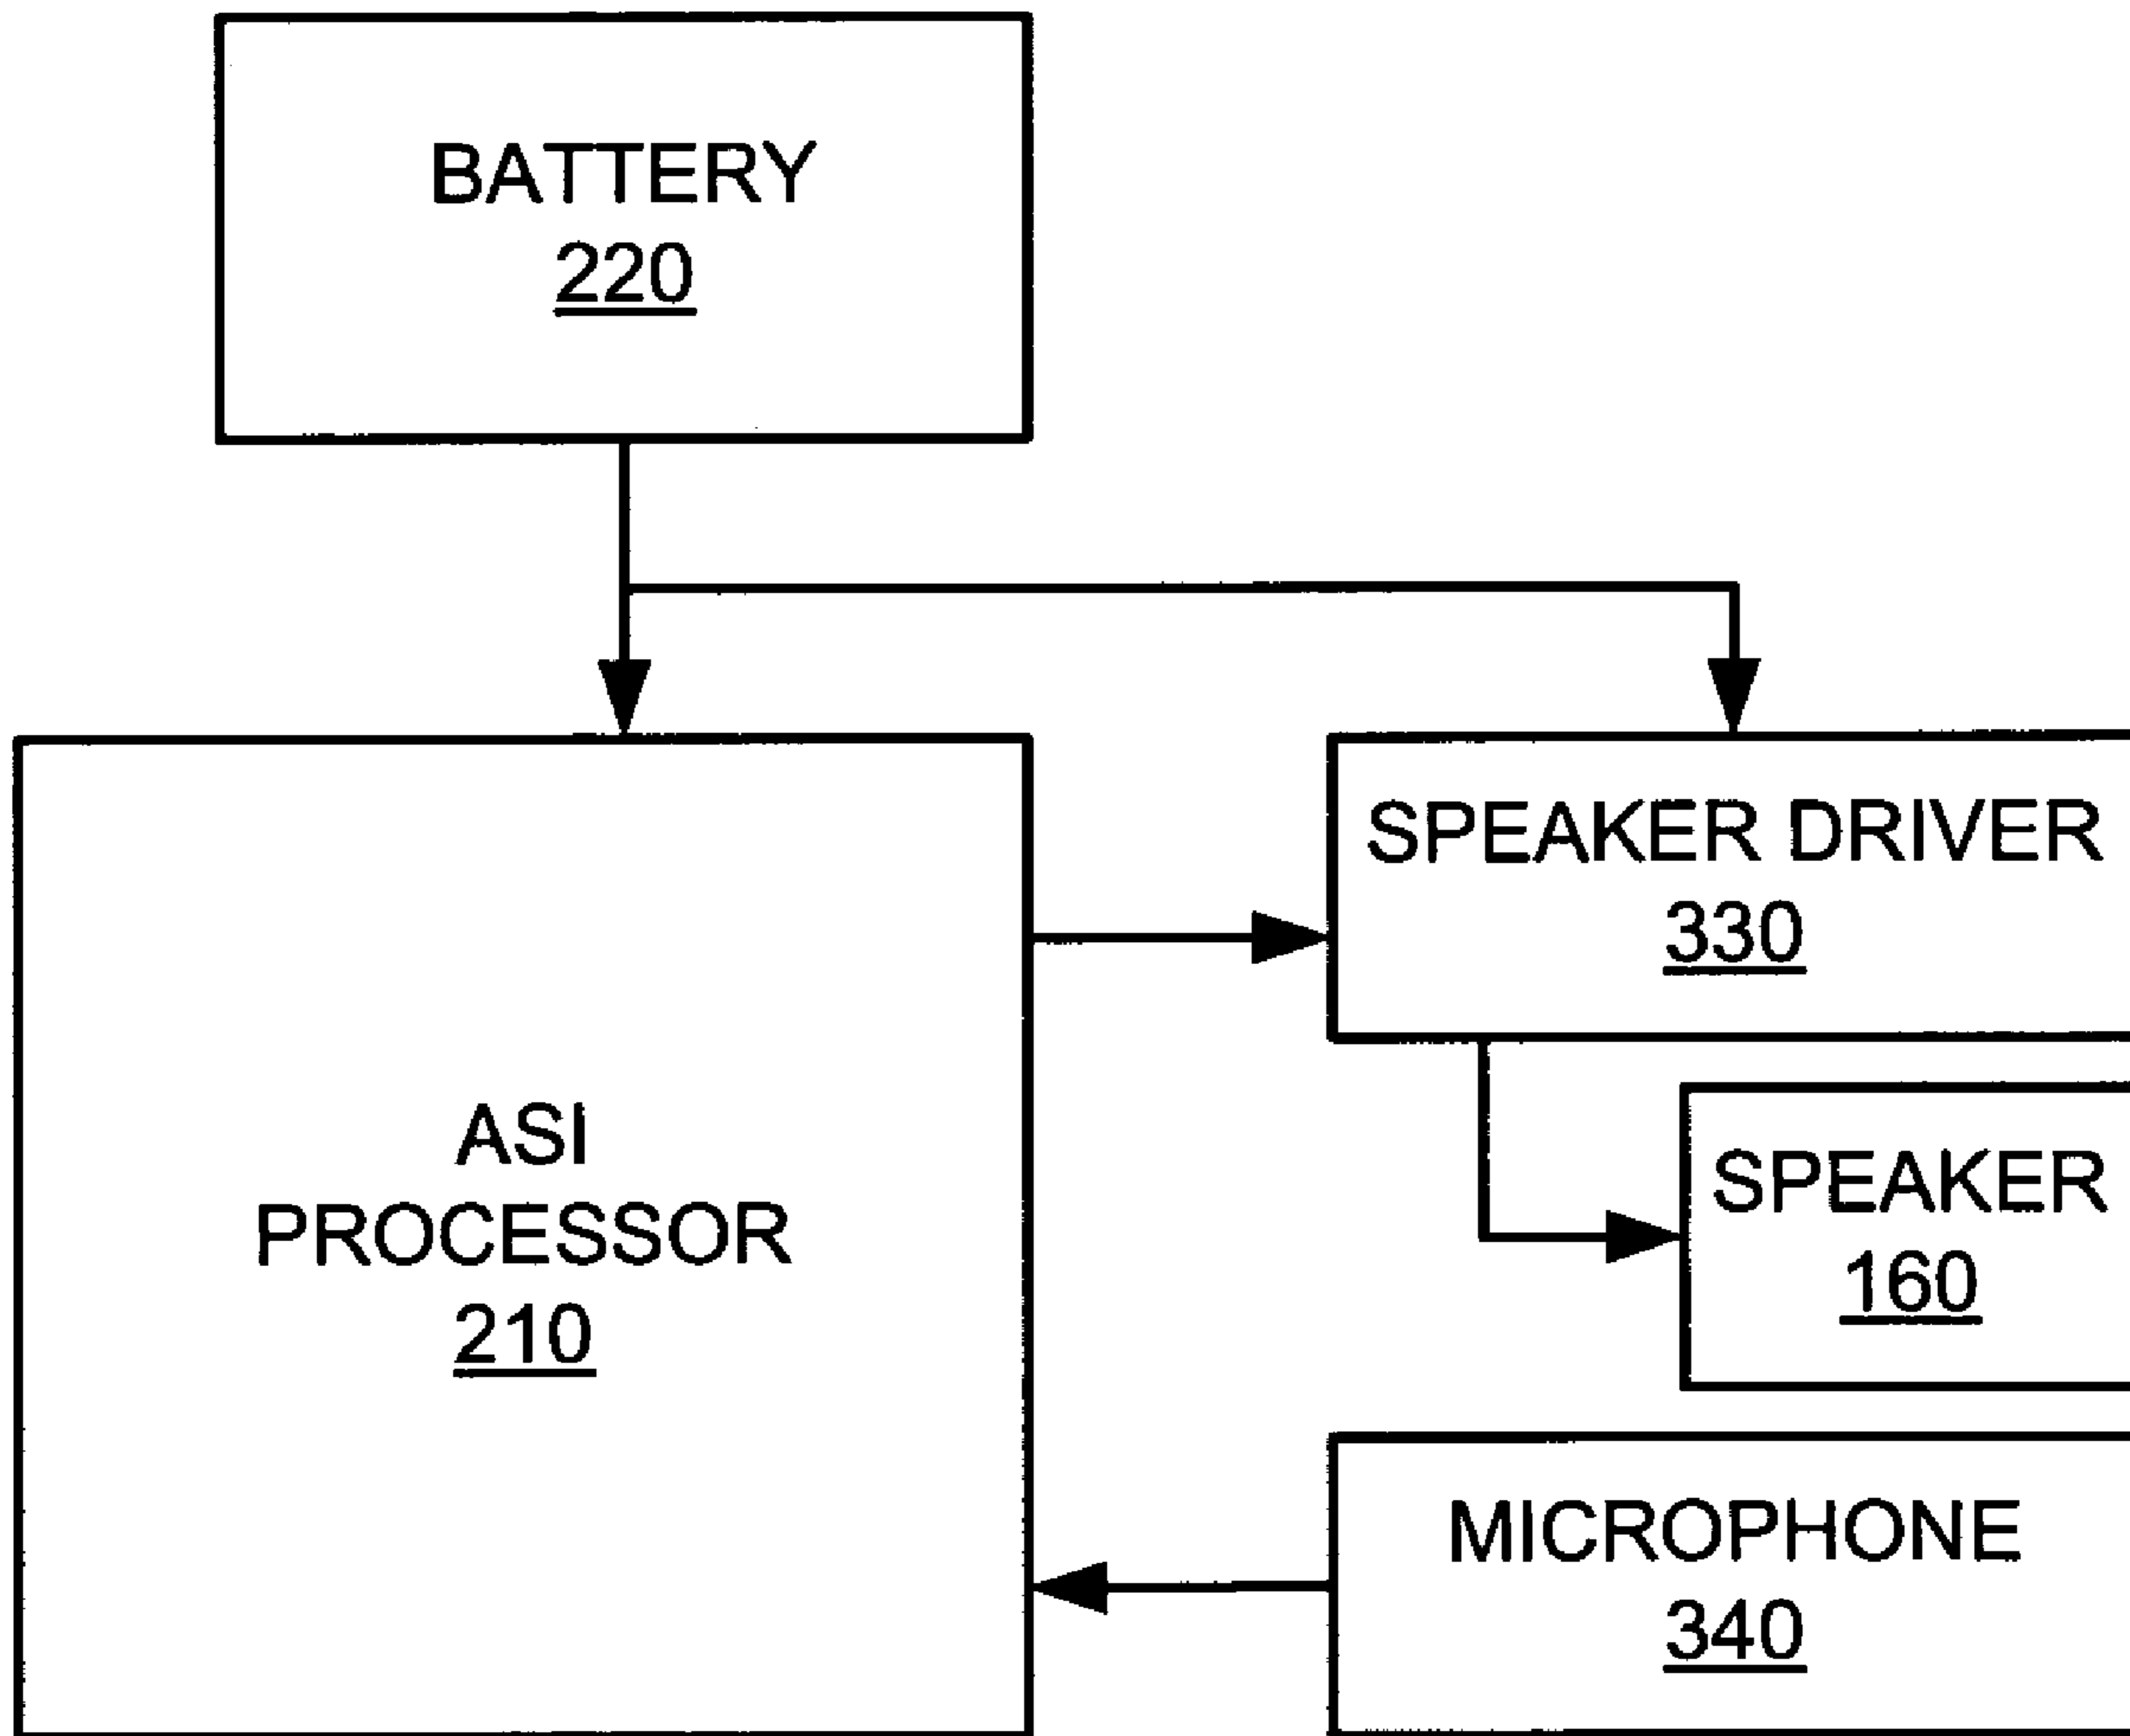 BATTERY
220
SPEAKER DRIVER
330
ASI
PROCESSOR
210
SPEAKER
160
MICROPHONE
340